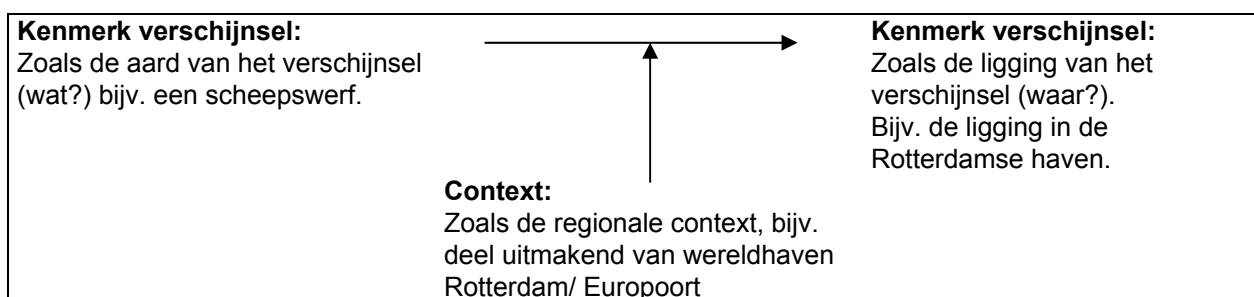 Kenmerk verschijnsel:
Zoals de aard van het verschijnsel
(wat?) bijv. een scheepswerf.
Kenmerk verschijnsel:
Zoals de ligging van het
verschijnsel (waar?).
Bijv. de ligging in de
Rotterdamse haven.
Context:
Zoals de regionale context, bijv.
deel uitmakend van wereldhaven
Rotterdam/ Europoort